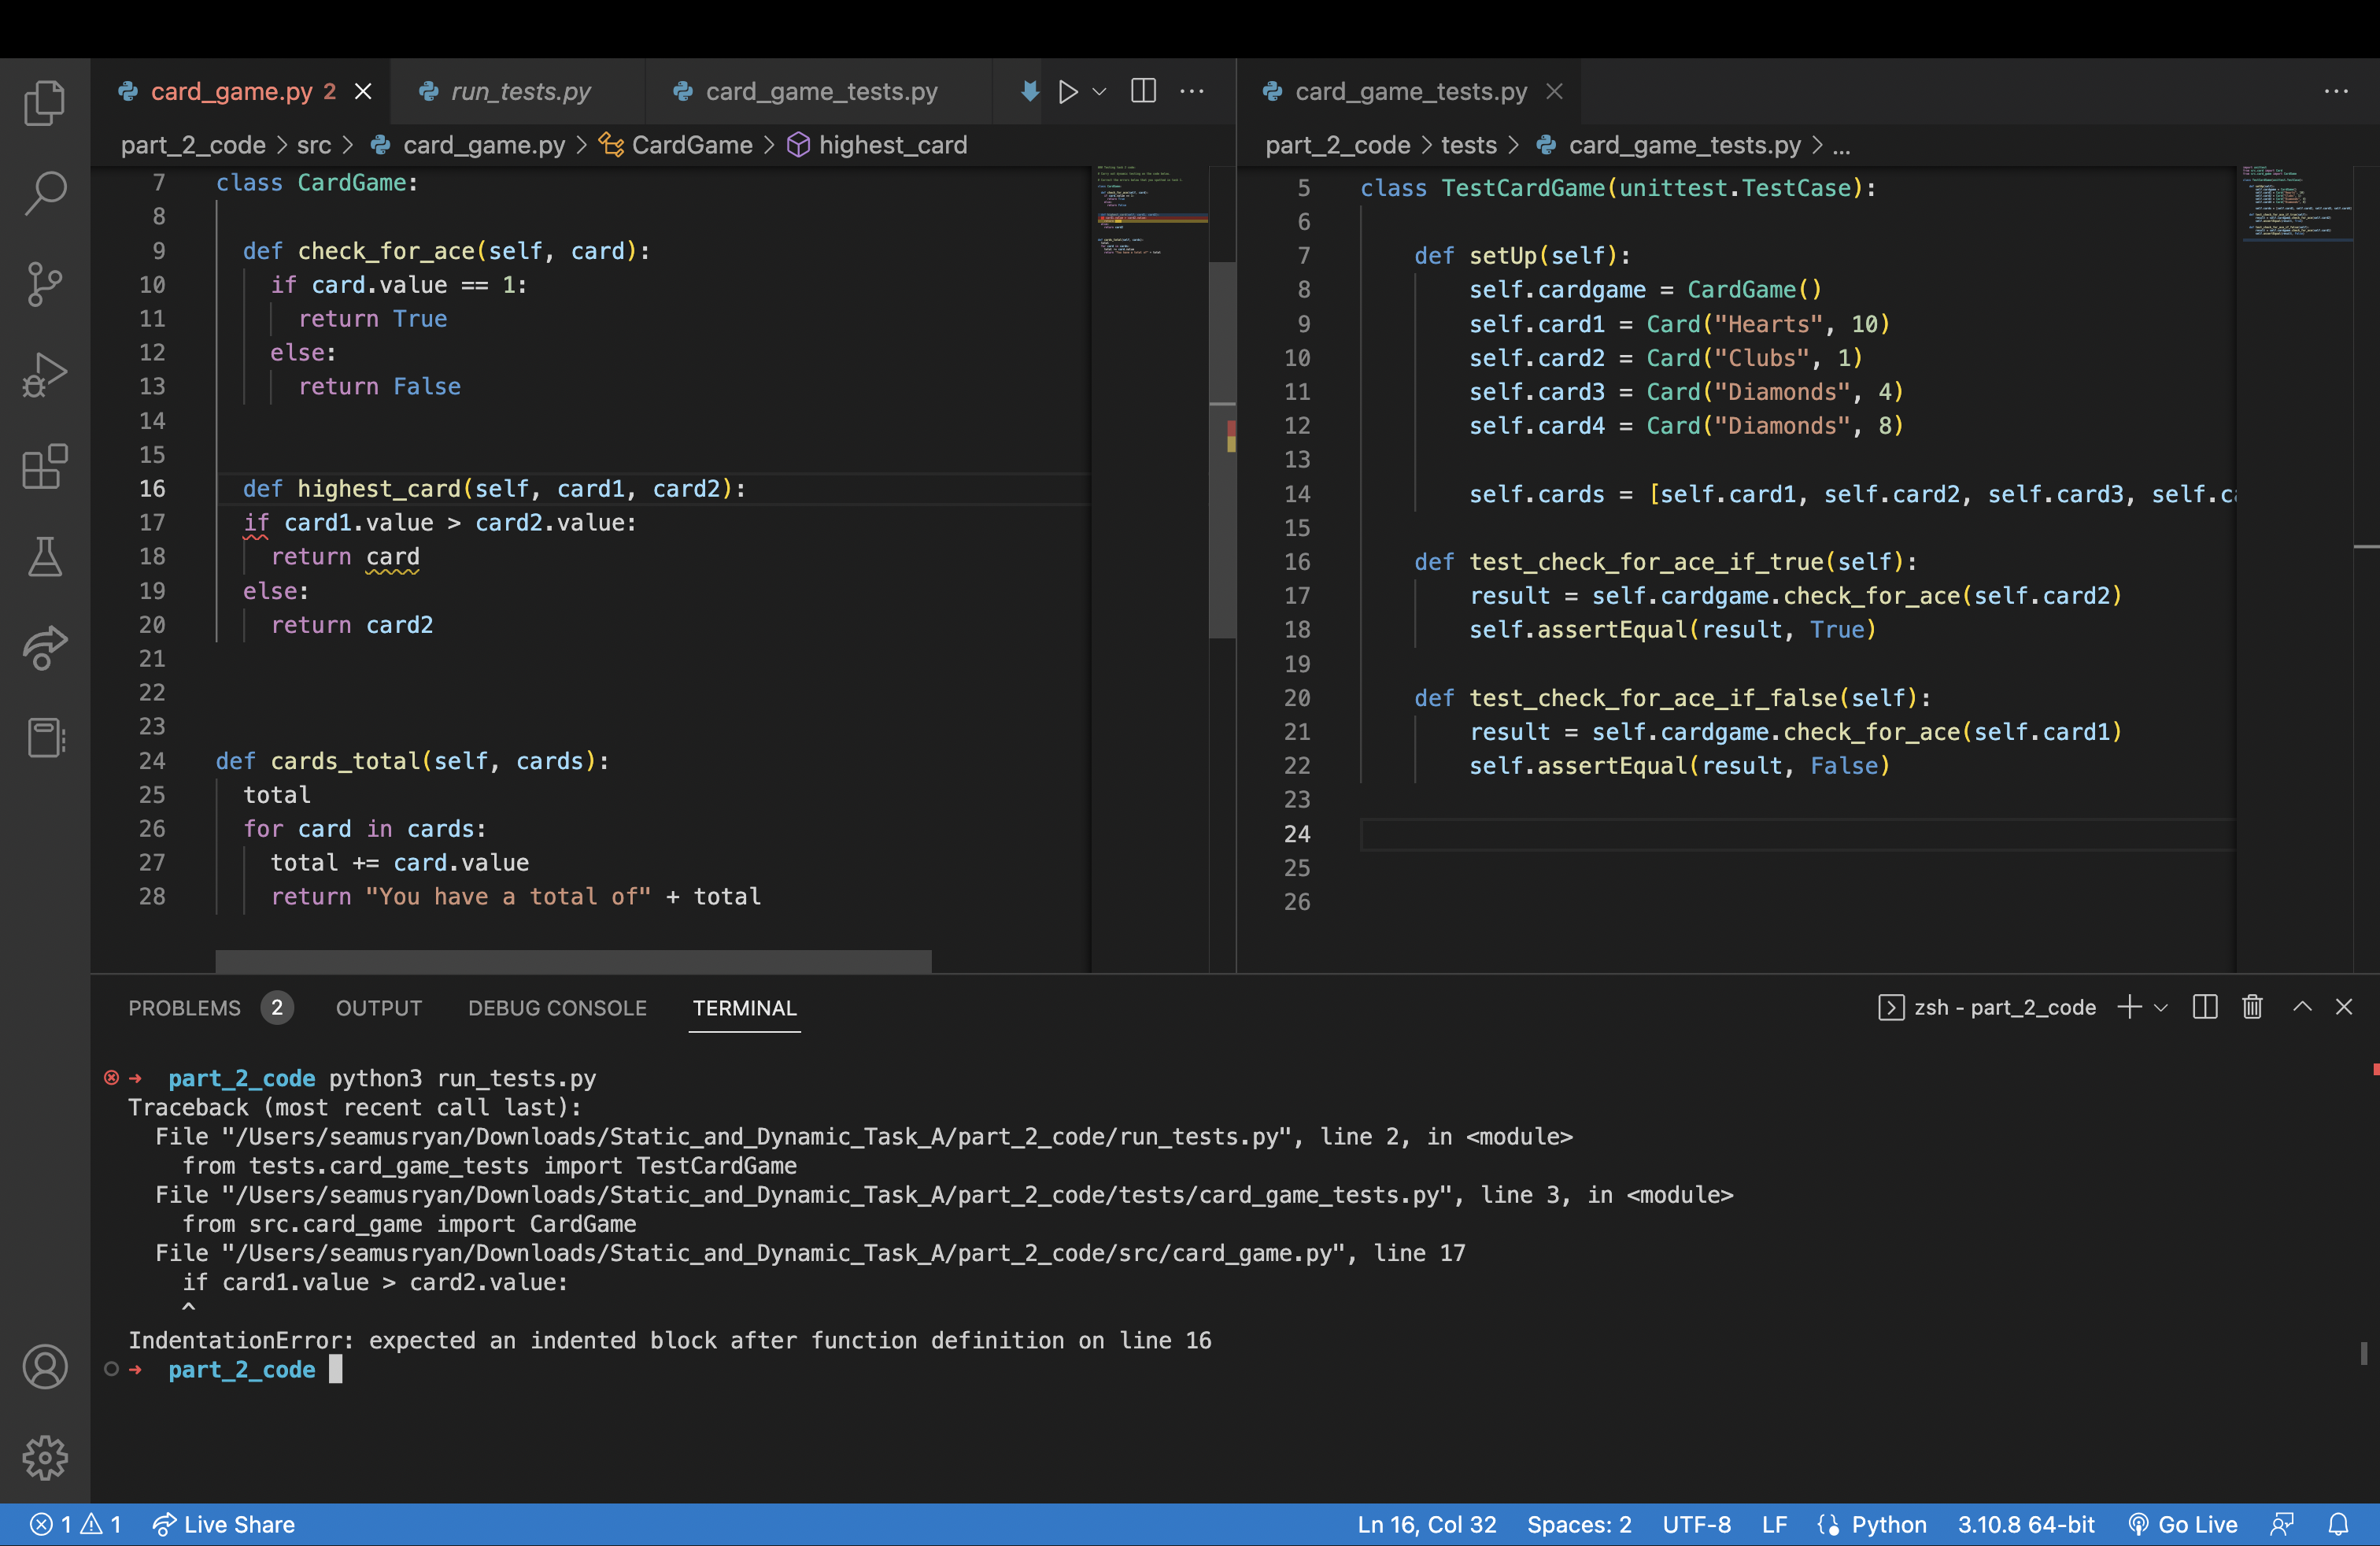 card_game.py 2
run_tests.py
card_game_tests.py
card_game_tests.py
part_2_code > src > card_game.py > CardGame > highest_card
7 class CardGame:
8
9 def check_for_ace(self, card):
10 if card.value == 1:
11 return True
12 else:
13 return False
14
15
16 def highest_card(self, card1, card2):
17 if card1.value > card2.value:
18 return card
19 else:
20 return card2
21
22
23
24 def cards_total(self, cards):
25 total
26 for card in cards:
27 total += card.value
28 return "You have a total of" + total
part_2_code > tests > card_game_tests.py > ...
5 class TestCardGame(unittest.TestCase):
6
7 def setUp(self):
8 self.cardgame = CardGame()
9 self.card1 = Card("Hearts", 10)
10 self.card2 = Card("Clubs", 1)
11 self.card3 = Card("Diamonds", 4)
12 self.card4 = Card("Diamonds", 8)
13
14 self.cards = [self.card1, self.card2, self.card3, self.ca
15
16 def test_check_for_ace_if_true(self):
17 result = self.cardgame.check_for_ace(self.card2)
18 self.assertEqual(result, True)
19
20 def test_check_for_ace_if_false(self):
21 result = self.cardgame.check_for_ace(self.card1)
22 self.assertEqual(result, False)
23
24
25
26
PROBLEMS 2 OUTPUT DEBUG CONSOLE TERMINAL
zsh - part_2_code
→ part_2_code python3 run_tests.py
Traceback (most recent call last):
File "/Users/seamusryan/Downloads/Static_and_Dynamic_Task_A/part_2_code/run_tests.py", line 2, in <module>
from tests.card_game_tests import TestCardGame
File "/Users/seamusryan/Downloads/Static_and_Dynamic_Task_A/part_2_code/tests/card_game_tests.py", line 3, in <module>
from src.card_game import CardGame
File "/Users/seamusryan/Downloads/Static_and_Dynamic_Task_A/part_2_code/src/card_game.py", line 17
if card1.value > card2.value:
^
IndentationError: expected an indented block after function definition on line 16
→ part_2_code
1 1 Live Share
Ln 16, Col 32 Spaces: 2 UTF-8 LF Python 3.10.8 64-bit Go Live